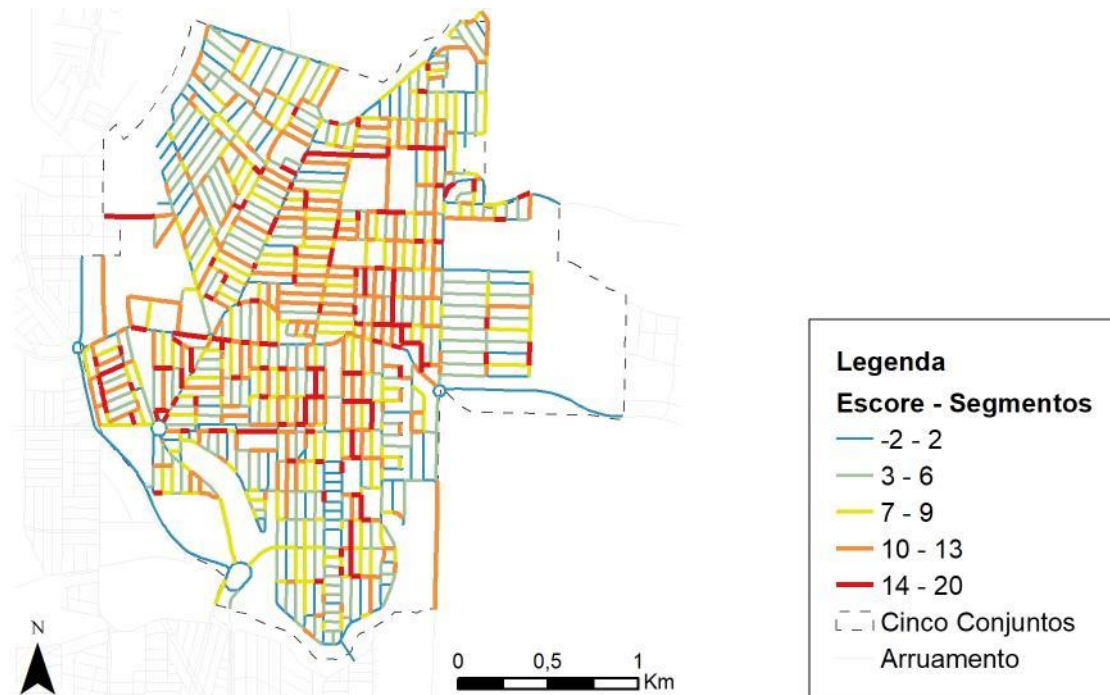 N
0 0,5 1
Km
Legenda
Escore - Segmentos
-2 - 2
3 - 6
7 - 9
10 - 13
14 - 20
Cinco Conjuntos
Arruamento